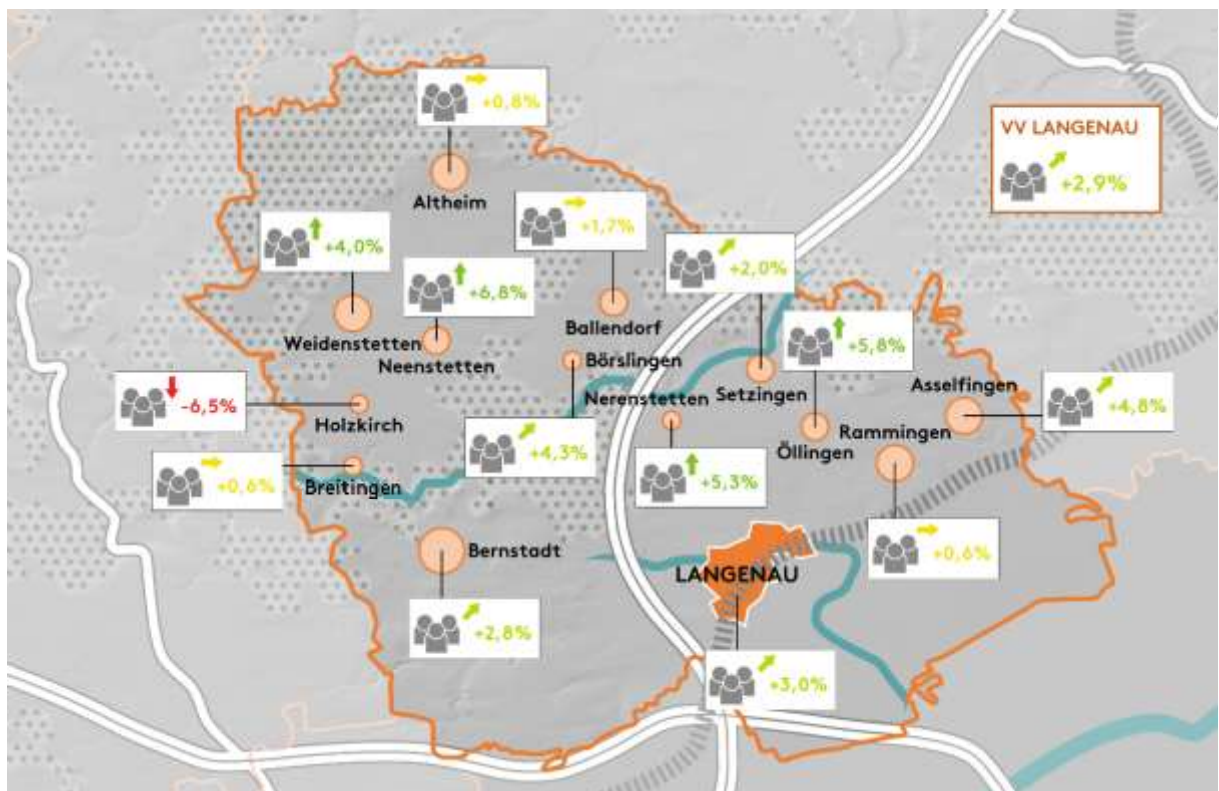 +0,8%
Altheim
VV LANGENAU
+2,9%
+1,7%
+4,0%
+2,0%
+6,8%
Ballendorf
Weidenstetten
Neenstetten
Börslingen
+5,8%
Setzingen
Asselfingen
+4,8%
-6,5%
Holzkirch
Nerenstetten
Rammingen
Öllingen
+4,3%
+0,6%
Breitingen
+5,3%
Bernstadt
LANGENAU
+0,6%
+2,8%
+3,0%